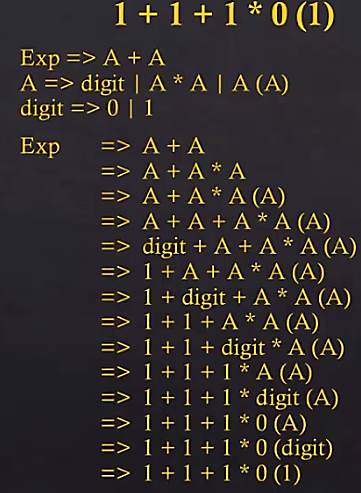 1 + 1 + 1 * 0 (1)
Exp => A + A
A => digit | A * A | A (A)
digit => 0 | 1
Exp => A + A
=> A + A * A
=> A + A * A (A)
=> A + A + A * A (A)
=> digit + A + A * A (A)
=> 1 + A + A * A (A)
=> 1 + digit + A * A (A)
=> 1 + 1 + A * A (A)
=> 1 + 1 + digit * A (A)
=> 1 + 1 + 1 * A (A)
=> 1 + 1 + 1 * digit (A)
=> 1 + 1 + 1 * 0 (A)
=> 1 + 1 + 1 * 0 (digit)
=> 1 + 1 + 1 * 0 (1)